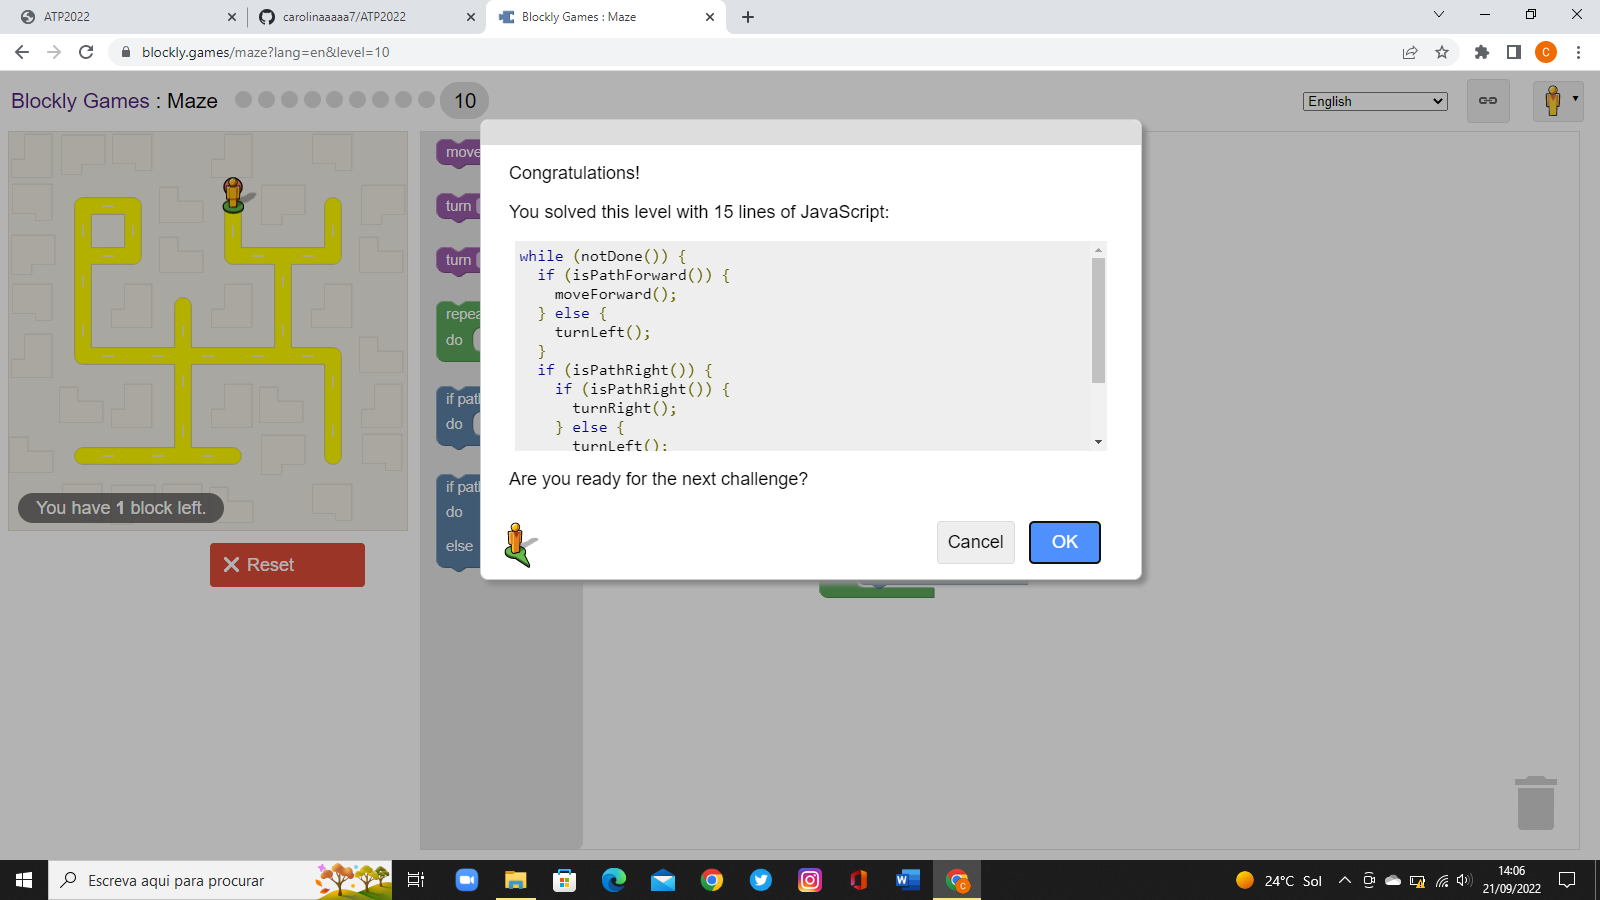 ATP2022
carolinaaaaa7/ATP2022
Blockly Games : Maze
blockly.games/maze?lang=en&level=10
C
Blockly Games : Maze
10
English
move
turn
turn
repea
do
if pat
do
if pat
do
else
You have 1 block left.
Reset
Congratulations!
You solved this level with 15 lines of JavaScript:
while (notDone()) {
if (isPathForward()) {
moveForward();
} else {
turnLeft();
}
if (isPathRight()) {
if (isPathRight()) {
turnRight();
} else {
turnLeft();
Are you ready for the next challenge?
Cancel
OK
Escreva aqui para procurar
24°C Sol
14:06
21/09/2022